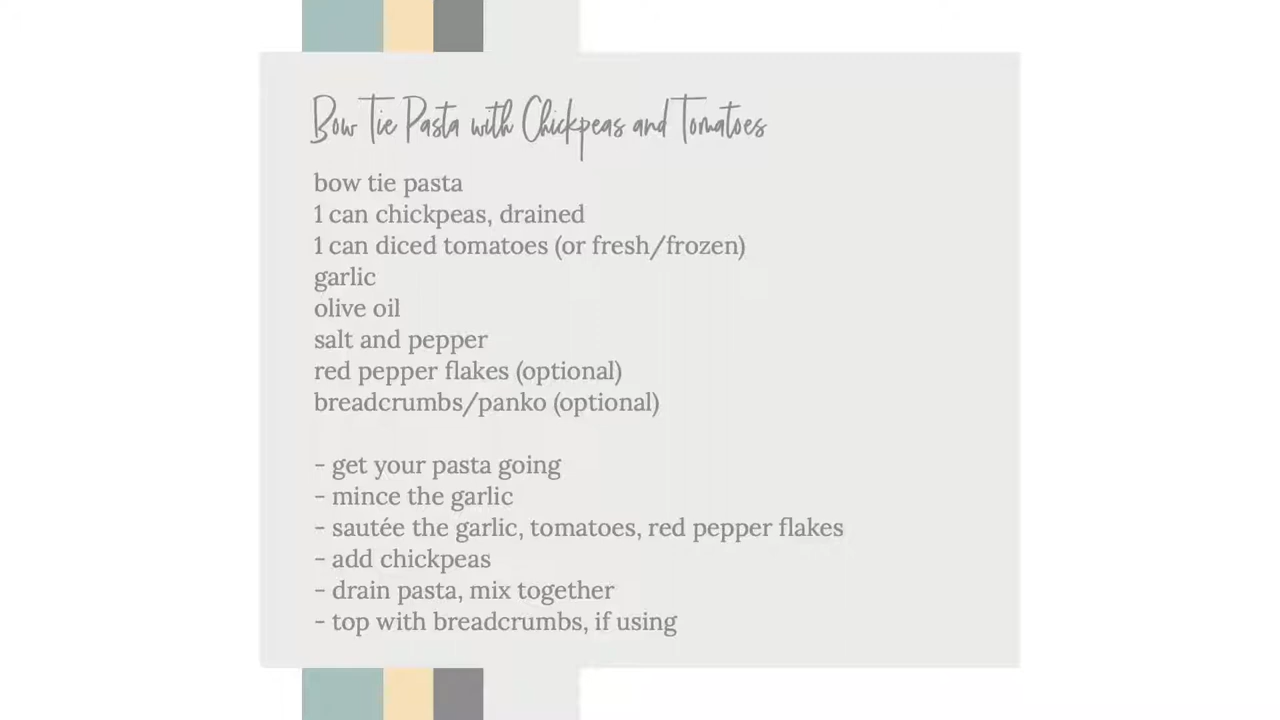 Bow Tie Pasta with Chickpeas and Tomatoes
bow tie pasta
1 can chickpeas, drained
1 can diced tomatoes (or fresh/frozen)
garlic
olive oil
salt and pepper
red pepper flakes (optional)
breadcrumbs/panko (optional)
- get your pasta going
- mince the garlic
- sautée the garlic, tomatoes, red pepper flakes
- add chickpeas
- drain pasta, mix together
- top with breadcrumbs, if using